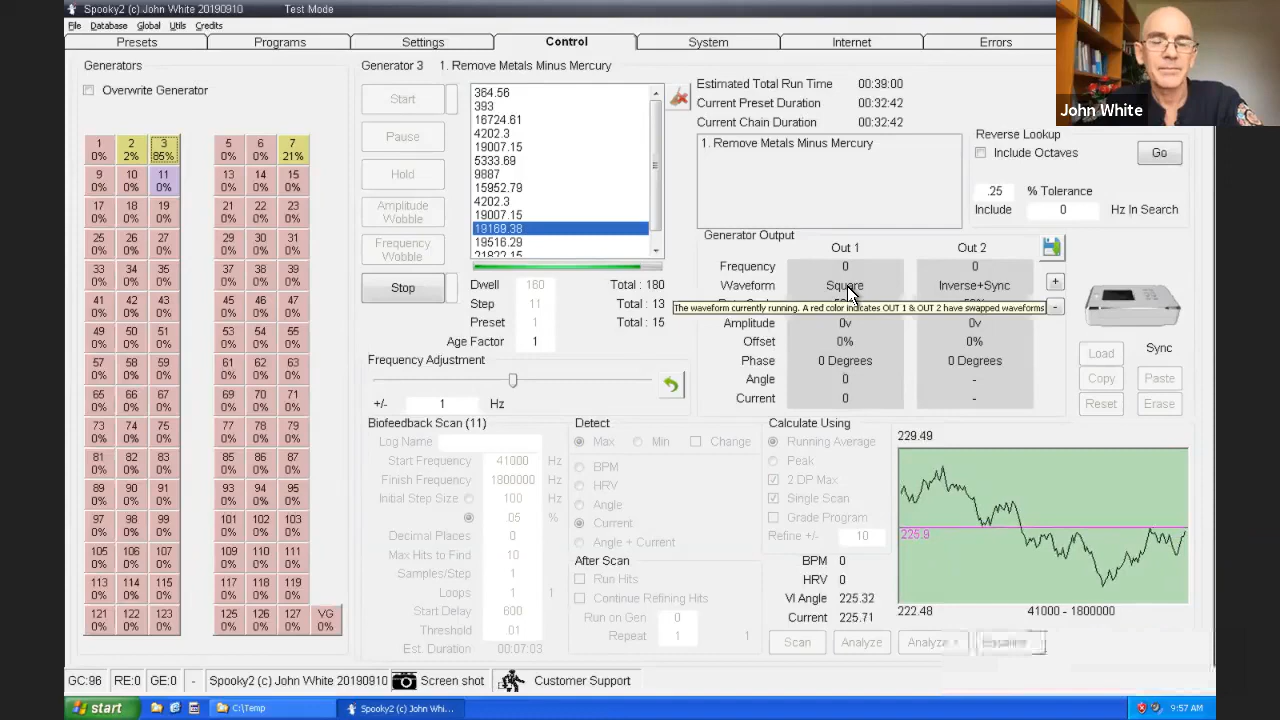 Spooky2 (c) John White 20190910 Test Mode
File Database Global Utils Credits
Presets Programs Settings Control System Internet Errors
John White
Generators
Overwrite Generator
1 2 3 5 6 7
0% 2% 85% 0% 0% 21%
9 10 11 13 14 15
0% 0% 0% 0% 0% 0%
17 18 19 21 22 23
0% 0% 0% 0% 0% 0%
25 26 27 29 30 31
0% 0% 0% 0% 0% 0%
33 34 35 37 38 39
0% 0% 0% 0% 0% 0%
41 42 43 45 46 47
0% 0% 0% 0% 0% 0%
49 50 51 53 54 55
0% 0% 0% 0% 0% 0%
57 58 59 61 62 63
0% 0% 0% 0% 0% 0%
65 66 67 69 70 71
0% 0% 0% 0% 0% 0%
73 74 75 77 78 79
0% 0% 0% 0% 0% 0%
81 82 83 85 86 87
0% 0% 0% 0% 0% 0%
89 90 91 93 94 95
0% 0% 0% 0% 0% 0%
97 98 99 101 102 103
0% 0% 0% 0% 0% 0%
105 106 107 109 110 111
0% 0% 0% 0% 0% 0%
113 114 115 117 118 119
0% 0% 0% 0% 0% 0%
121 122 123 125 126 127 VG
0% 0% 0% 0% 0% 0% 0%
Generator 3 1. Remove Metals Minus Mercury
Start
Pause
Hold
Amplitude
Wobble
Frequency
Wobble
Stop
364.56
393
16724.61
4202.3
19007.15
5333.69
9887
15952.79
4202.3
19007.15
19169.38
19516.29
21822.15
Dwell 160 Total : 180
Step 11 Total : 13
Preset 1 Total : 15
Age Factor 1
Frequency Adjustment
+/- 1 Hz
Estimated Total Run Time 00:39:00
Current Preset Duration 00:32:42
Current Chain Duration 00:32:42
1. Remove Metals Minus Mercury
Reverse Lookup
Include Octaves Go
.25 % Tolerance
Include 0 Hz In Search
Generator Output Out 1 Out 2
Frequency 0 0
Waveform Square Inverse+Sync +
The waveform currently running. A red color indicates OUT 1 & OUT 2 have swapped waveforms -
Amplitude 0v 0v
Offset 0% 0%
Phase 0 Degrees 0 Degrees
Angle 0 -
Current 0 -
Sync
Load
Copy Paste
Reset Erase
Biofeedback Scan (11)
Log Name
Start Frequency 41000 Hz
Finish Frequency 1800000 Hz
Initial Step Size 100 Hz
05 %
Decimal Places 0
Max Hits to Find 10
Samples/Step 1
Loops 1 1
Start Delay 600
Threshold .01
Est. Duration 00:07:03
Detect
Max Min Change
BPM
HRV
Angle
Current
Angle + Current
After Scan
Run Hits
Continue Refining Hits
Run on Gen 0
Repeat 1 1
Calculate Using
Running Average
Peak
2 DP Max
Single Scan
Grade Program
Refine +/- 10
BPM 0
HRV 0
VI Angle 225.32
Current 225.71
229.49
225.9
222.48 41000 - 1800000
Scan Analyze
GC:96 RE:0 GE:0 - Spooky2 (c) John White 20190910 Screen shot Customer Support
start C:\Temp Spooky2 (c) John Whi... 9:57 AM